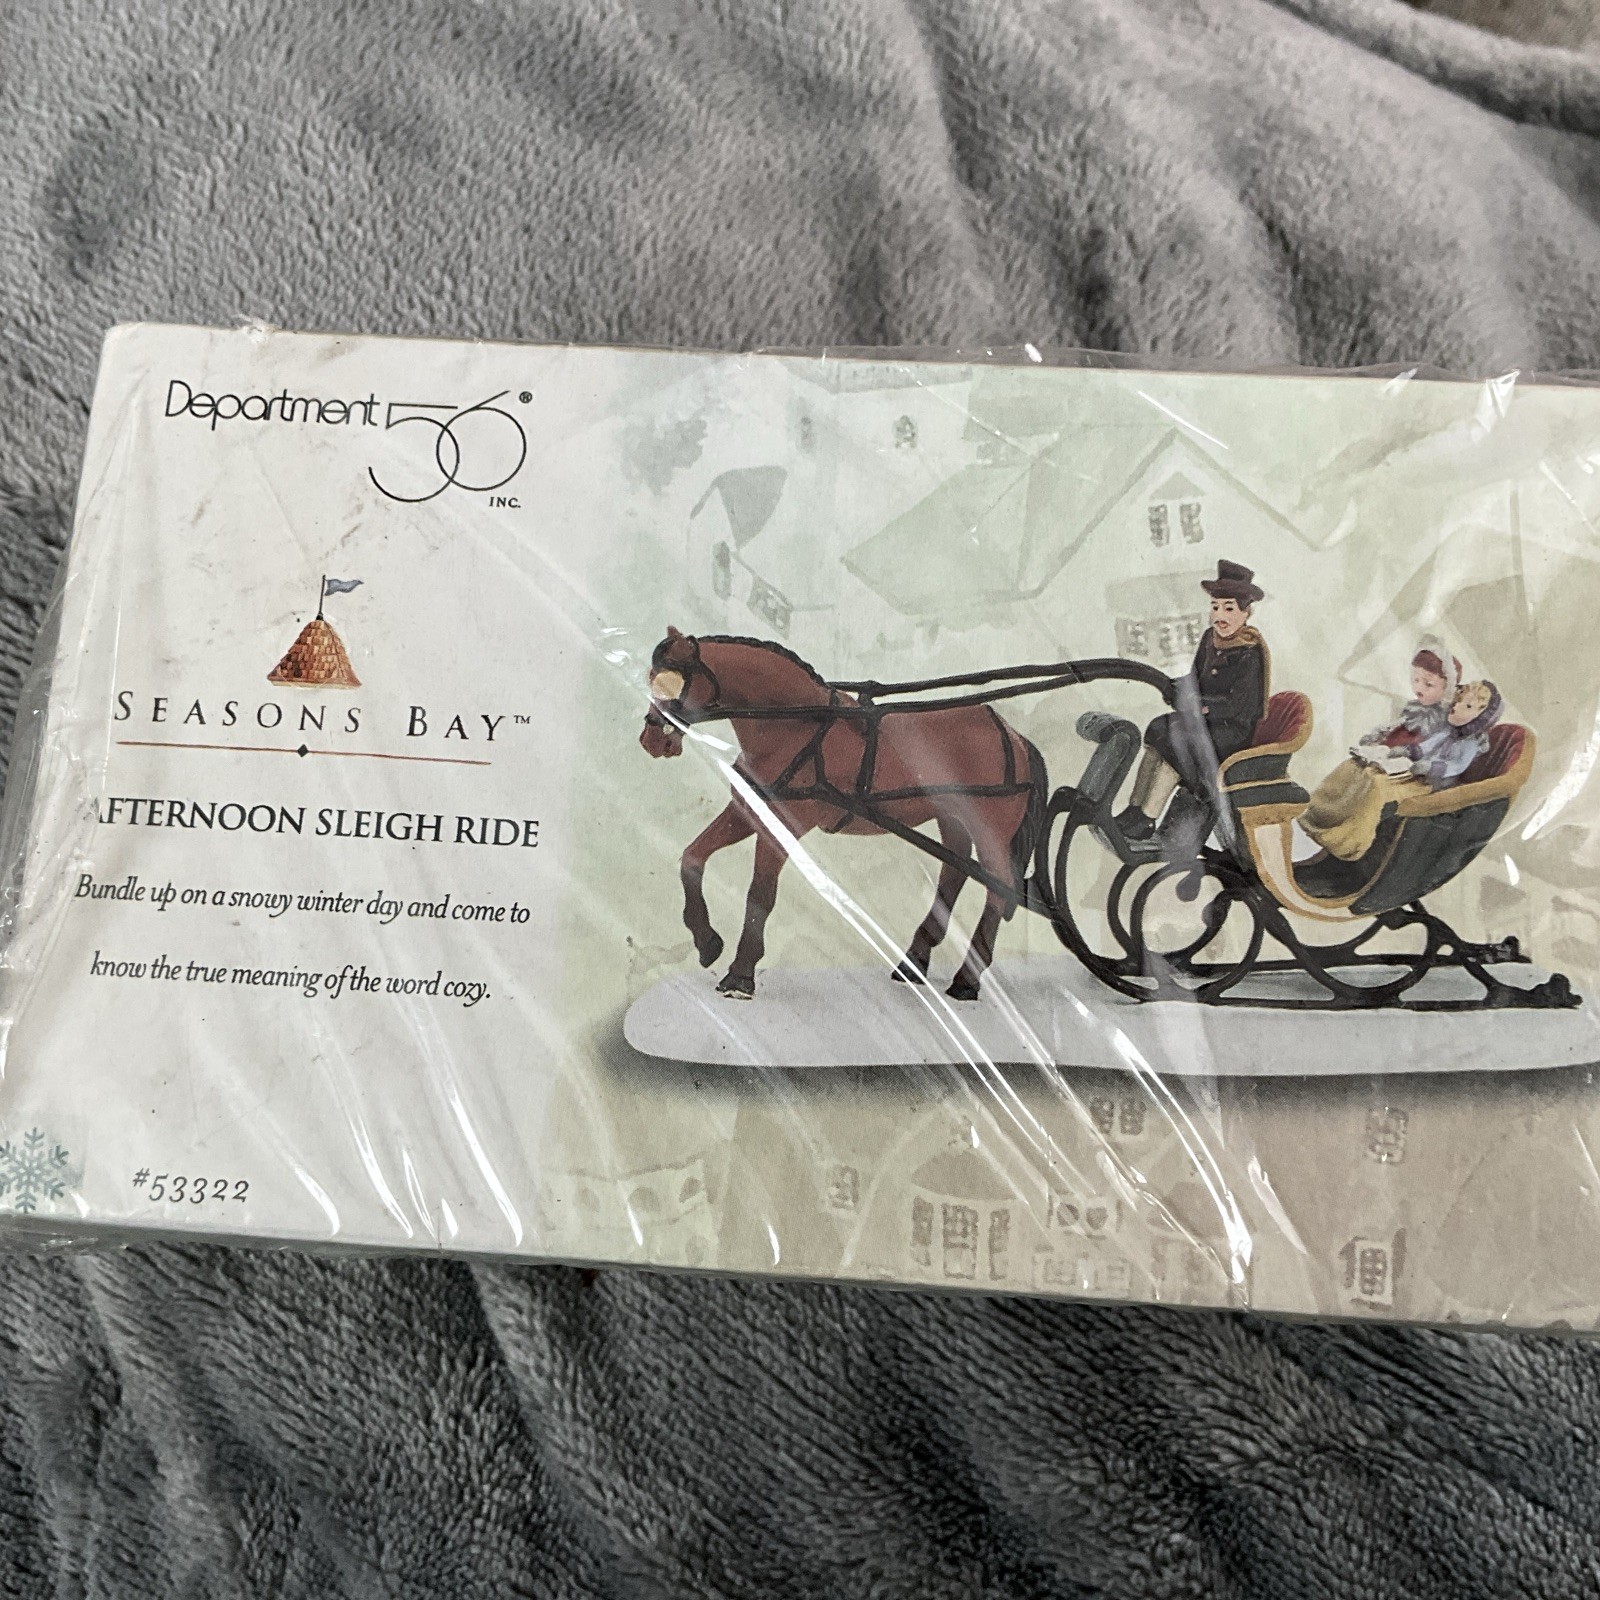 Department 56®
INC.
SEASONS BAY™
AFTERNOON SLEIGH RIDE
Bundle up on a snowy winter day and come to
know the true meaning of the word cozy.
#53322